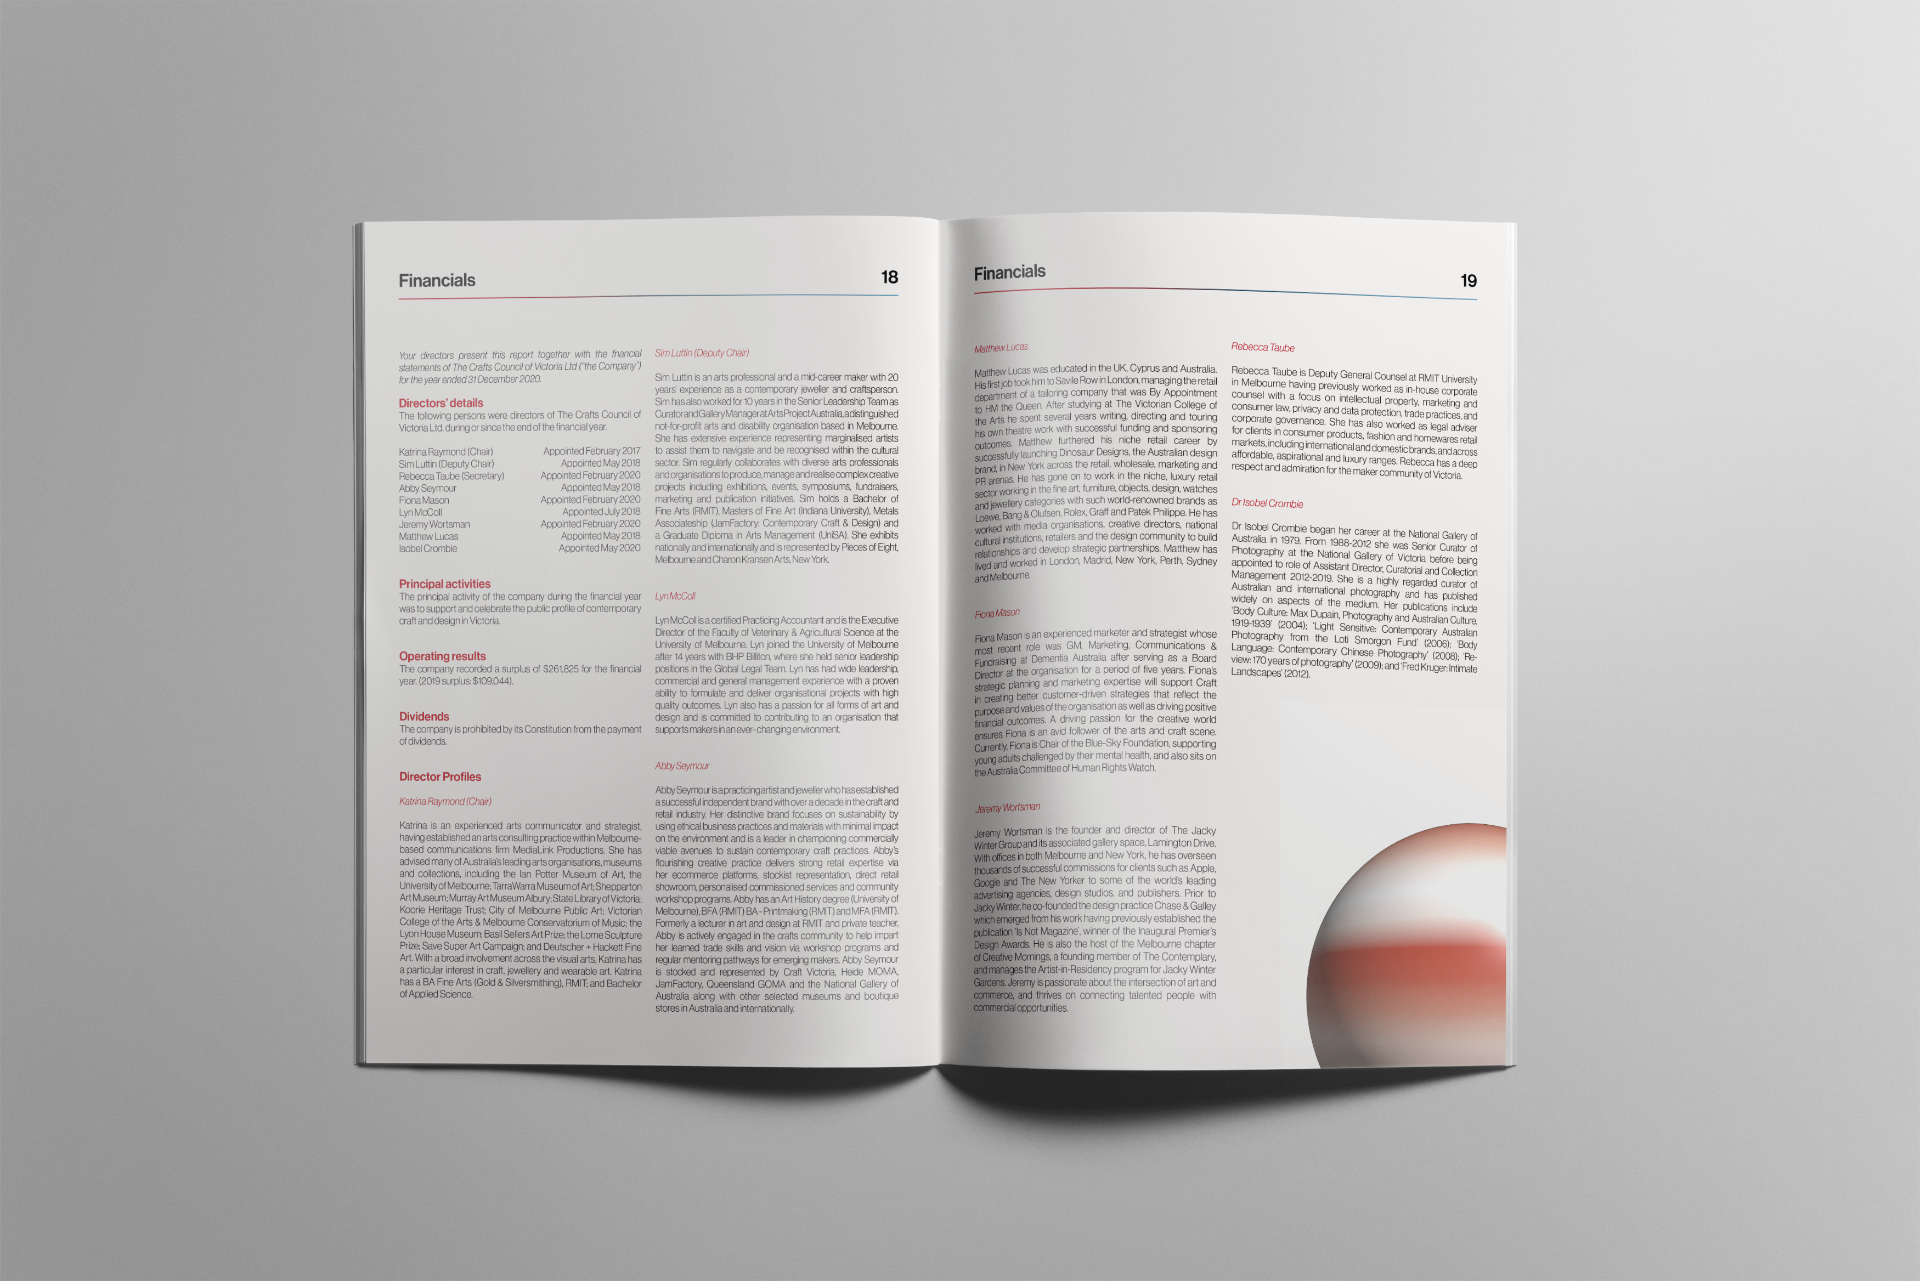 Financials
18
Your directors present this report together with the financial
statements of The Crafts Council of Victoria Ltd ("the Company")
for the year ended 31 December 2020.
Directors' details
The following persons were directors of The Crafts Council of
Victoria Ltd. during or since the end of the financial year.
Katrina Raymond (Chair) Appointed February 2017
Sim Luttin (Deputy Chair) Appointed May 2018
Rebecca Taube (Secretary) Appointed February 2020
Abby Seymour Appointed May 2018
Fiona Mason Appointed February 2020
Lyn McColl Appointed July 2018
Jeremy Wortsman Appointed February 2020
Matthew Lucas Appointed May 2018
Isobel Crombie Appointed May 2020
Principal activities
The principal activity of the company during the financial year
was to support and celebrate the public profile of contemporary
craft and design in Victoria.
Operating results
The company recorded a surplus of $261,825 for the financial
year. (2019 surplus: $109,044).
Dividends
The company is prohibited by its Constitution from the payment
of dividends.
Director Profiles
Katrina Raymond (Chair)
Katrina is an experienced arts communicator and strategist,
having established an arts consulting practice within Melbourne-
based communications firm MediaLink Productions. She has
advised many of Australia's leading arts organisations, museums
and collections, including the Ian Potter Museum of Art, the
University of Melbourne; TarraWarra Museum of Art; Shepparton
Art Museum; Murray Art Museum Albury; State Library of Victoria;
Koorie Heritage Trust; City of Melbourne Public Art; Victorian
College of the Arts & Melbourne Conservatorium of Music; the
Lyon House Museum; Basil Sellers Art Prize; the Lorne Sculpture
Prize; Save Super Art Campaign; and Deutscher + Hackett Fine
Art. With a broad involvement across the visual arts, Katrina has
a particular interest in craft, jewellery and wearable art. Katrina
has a BA Fine Arts (Gold & Silversmithing), RMIT; and Bachelor
of Applied Science.
Sim Luttin (Deputy Chair)
Sim Luttin is an arts professional and a mid-career maker with 20
years' experience as a contemporary jeweller and craftsperson.
Sim has also worked for 10 years in the Senior Leadership Team as
Curator and Gallery Manager at Arts Project Australia, a distinguished
not-for-profit arts and disability organisation based in Melbourne.
She has extensive experience representing marginalised artists
to assist them to navigate and be recognised within the cultural
sector. Sim regularly collaborates with diverse arts professionals
and organisations to produce, manage and realise complex creative
projects including exhibitions, events, symposiums, fundraisers,
marketing and publication initiatives. Sim holds a Bachelor of
Fine Arts (RMIT), Masters of Fine Art (Indiana University), Metals
Associateship (JamFactory: Contemporary Craft & Design) and
a Graduate Diploma in Arts Management (UniSA). She exhibits
nationally and internationally and is represented by Pieces of Eight,
Melbourne and Charon Kransen Arts, New York.
Lyn McColl
Lyn McColl is a certified Practicing Accountant and is the Executive
Director of the Faculty of Veterinary & Agricultural Science at the
University of Melbourne. Lyn joined the University of Melbourne
after 14 years with BHP Billiton, where she held senior leadership
positions in the Global Legal Team. Lyn has had wide leadership,
commercial and general management experience with a proven
ability to formulate and deliver organisational projects with high
quality outcomes. Lyn also has a passion for all forms of art and
design and is committed to contributing to an organisation that
supports makers in an ever- changing environment.
Abby Seymour
Abby Seymour is a practicing artist and jeweller who has established
a successful independent brand with over a decade in the craft and
retail industry. Her distinctive brand focuses on sustainability by
using ethical business practices and materials with minimal impact
on the environment and is a leader in championing commercially
viable avenues to sustain contemporary craft practices. Abby's
flourishing creative practice delivers strong retail expertise via
her ecommerce platforms, stockist representation, direct retail
showroom, personalised commissioned services and community
workshop programs. Abby has an Art History degree (University of
Melbourne), BFA (RMIT) BA - Printmaking (RMIT) and MFA (RMIT).
Formerly a lecturer in art and design at RMIT and private teacher,
Abby is actively engaged in the crafts community to help impart
her learned trade skills and vision via workshop programs and
regular mentoring pathways for emerging makers. Abby Seymour
is stocked and represented by Craft Victoria, Heide MOMA,
JamFactory, Queensland GOMA and the National Gallery of
Australia along with other selected museums and boutique
stores in Australia and internationally.
Financials
19
Matthew Lucas
Matthew Lucas was educated in the UK, Cyprus and Australia.
His first job took him to Savile Row in London, managing the retail
department of a tailoring company that was By Appointment
to HM the Queen. After studying at The Victorian College of
the Arts he spent several years writing, directing and touring
his own theatre work with successful funding and sponsoring
outcomes. Matthew furthered his niche retail career by
successfully launching Dinosaur Designs, the Australian design
brand, in New York across the retail, wholesale, marketing and
PR arenas. He has gone on to work in the niche, luxury retail
sector working in the fine art, furniture, objects, design, watches
and jewellery categories with such world-renowned brands as
Loewe, Bang & Olufsen, Rolex, Graff and Patek Philippe. He has
worked with media organisations, creative directors, national
cultural institutions, retailers and the design community to build
relationships and develop strategic partnerships. Matthew has
lived and worked in London, Madrid, New York, Perth, Sydney
and Melbourne.
Fiona Mason
Fiona Mason is an experienced marketer and strategist whose
most recent role was GM, Marketing, Communications &
Fundraising at Dementia Australia after serving as a Board
Director at the organisation for a period of five years. Fiona's
strategic planning and marketing expertise will support Craft
in creating better customer-driven strategies that reflect the
purpose and values of the organisation as well as driving positive
financial outcomes. A driving passion for the creative world
ensures Fiona is an avid follower of the arts and craft scene.
Currently, Fiona is Chair of the Blue-Sky Foundation, supporting
young adults challenged by their mental health, and also sits on
the Australia Committee of Human Rights Watch.
Jeremy Wortsman
Jeremy Wortsman is the founder and director of The Jacky
Winter Group and its associated gallery space, Lamington Drive.
With offices in both Melbourne and New York, he has overseen
thousands of successful commissions for clients such as Apple,
Google and The New Yorker to some of the world's leading
advertising agencies, design studios, and publishers. Prior to
Jacky Winter, he co-founded the design practice Chase & Galley
which emerged from his work having previously established the
publication 'Is Not Magazine', winner of the Inaugural Premier's
Design Awards. He is also the host of the Melbourne chapter
of Creative Mornings, a founding member of The Contemplary,
and manages the Artist-in-Residency program for Jacky Winter
Gardens. Jeremy is passionate about the intersection of art and
commerce, and thrives on connecting talented people with
commercial opportunities.
Rebecca Taube
Rebecca Taube is Deputy General Counsel at RMIT University
in Melbourne having previously worked as in-house corporate
counsel with a focus on intellectual property, marketing and
consumer law, privacy and data protection, trade practices, and
corporate governance. She has also worked as legal adviser
for clients in consumer products, fashion and homewares retail
markets, including international and domestic brands, and across
affordable, aspirational and luxury ranges. Rebecca has a deep
respect and admiration for the maker community of Victoria.
Dr Isobel Crombie
Dr Isobel Crombie began her career at the National Gallery of
Australia in 1979. From 1988-2012 she was Senior Curator of
Photography at the National Gallery of Victoria before being
appointed to role of Assistant Director, Curatorial and Collection
Management 2012-2019. She is a highly regarded curator of
Australian and international photography and has published
widely on aspects of the medium. Her publications include
'Body Culture: Max Dupain, Photography and Australian Culture,
1919-1939' (2004); 'Light Sensitive: Contemporary Australian
Photography from the Loti Smorgon Fund' (2006); 'Body
Language: Contemporary Chinese Photography' (2008); 'Re-
view: 170 years of photography' (2009); and 'Fred Kruger: Intimate
Landscapes' (2012).